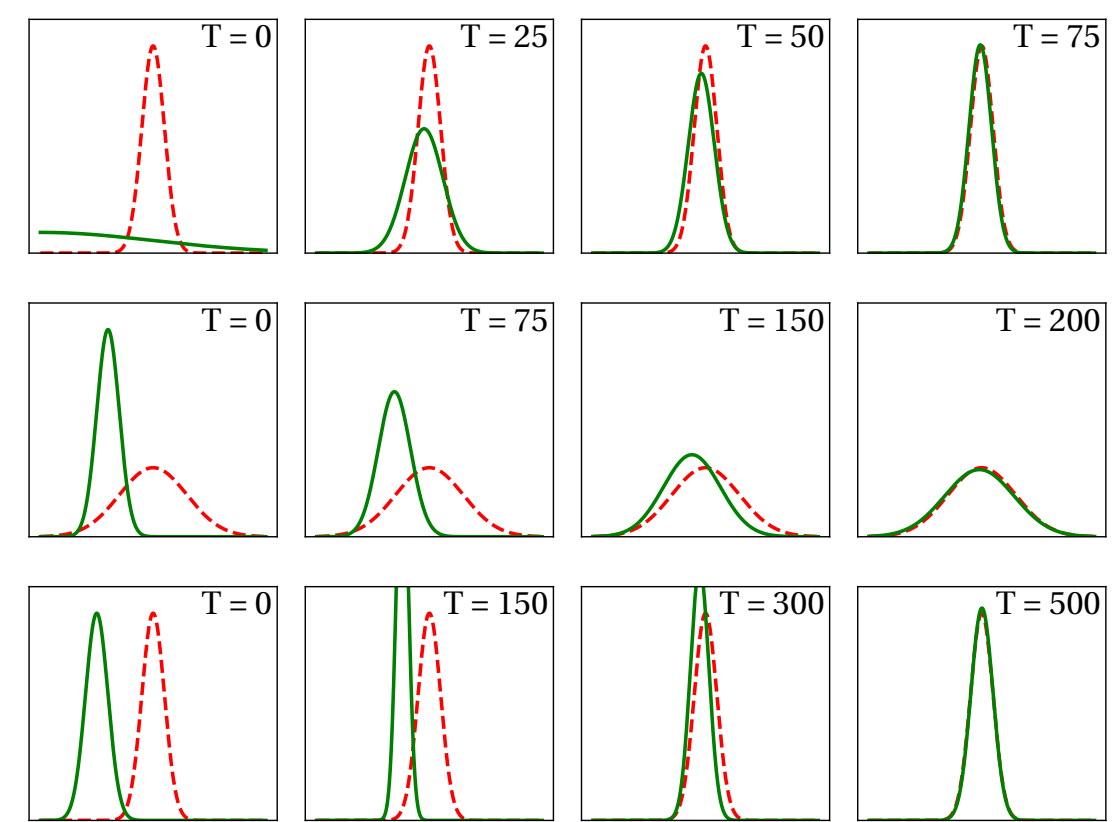 T = 0
T = 25
T = 50
T = 75
T = 0
T = 75
T = 150
T = 200
T = 0
T = 150
T = 300
T = 500